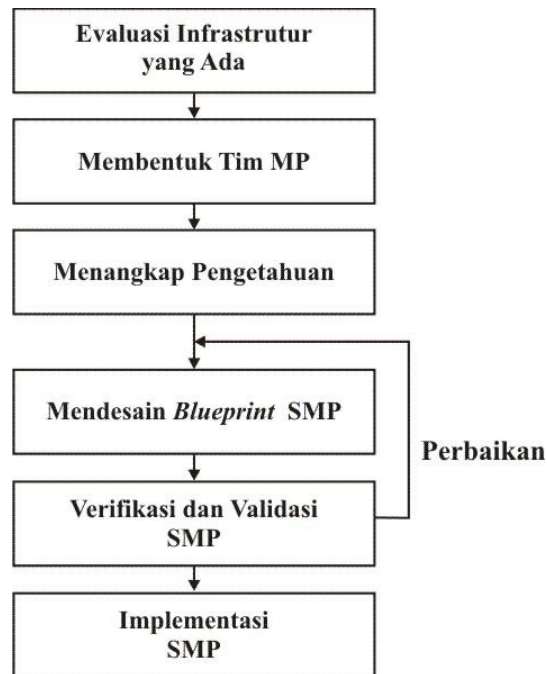 Evaluasi Infrastrutur
yang Ada
Membentuk Tim MP
Menangkap Pengetahuan
Mendesain Blueprint SMP
Perbaikan
Verifikasi dan Validasi
SMP
Implementasi
SMP